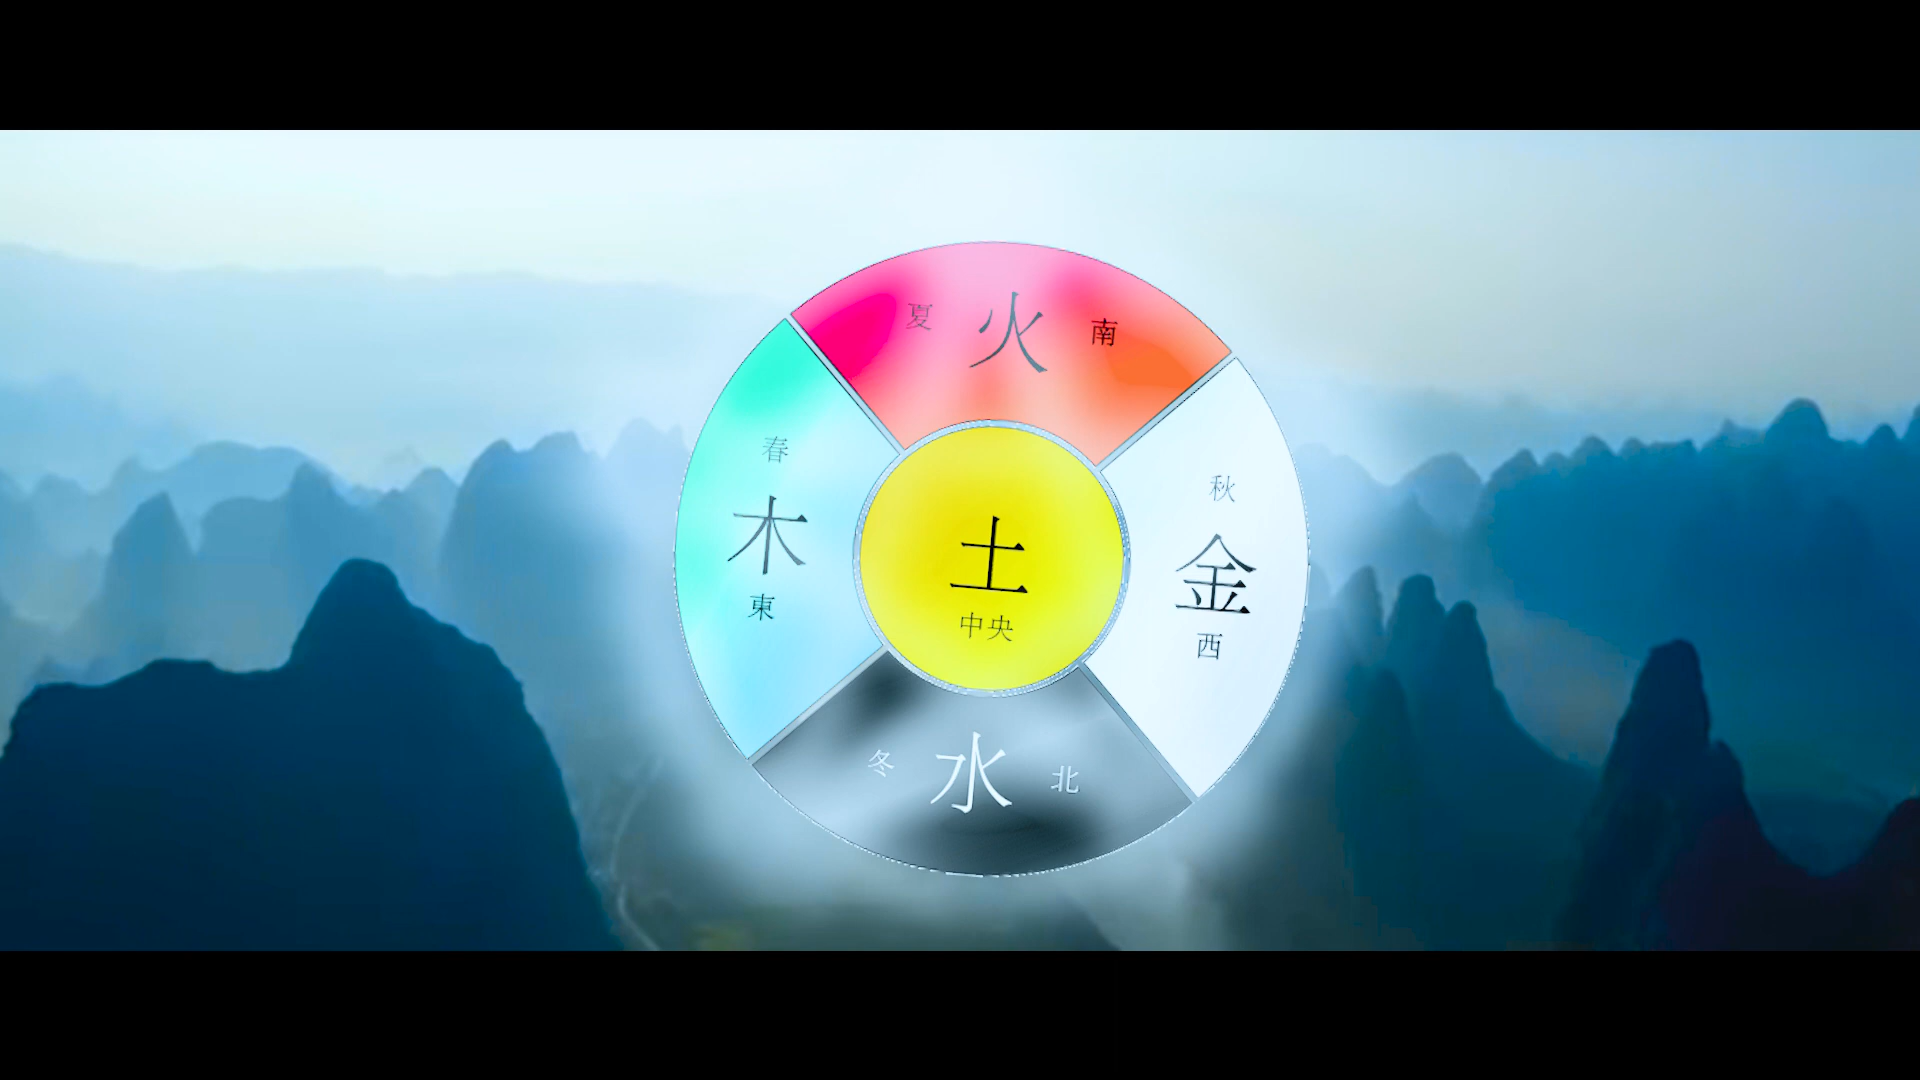 夏 火 南
春
木
東
土
中央
秋
金
西
冬 水 北